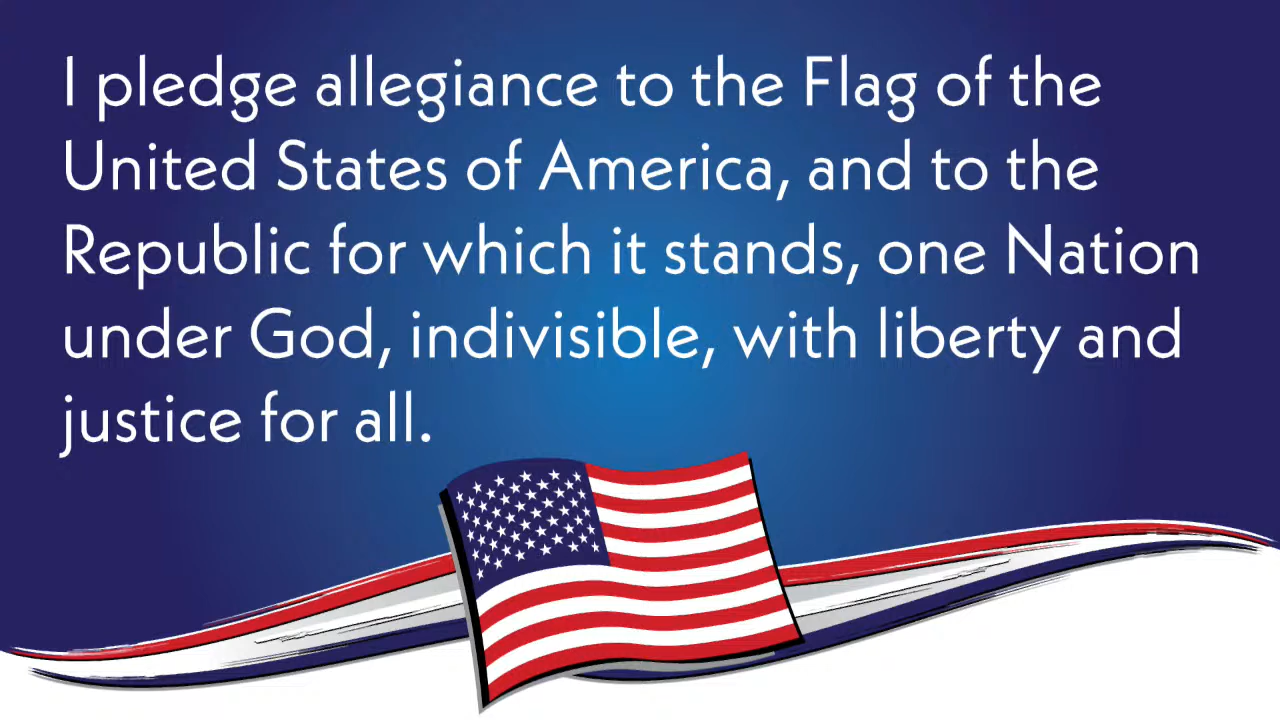 I pledge allegiance to the Flag of the
United States of America, and to the
Republic for which it stands, one Nation
under God, indivisible, with liberty and
justice for all.